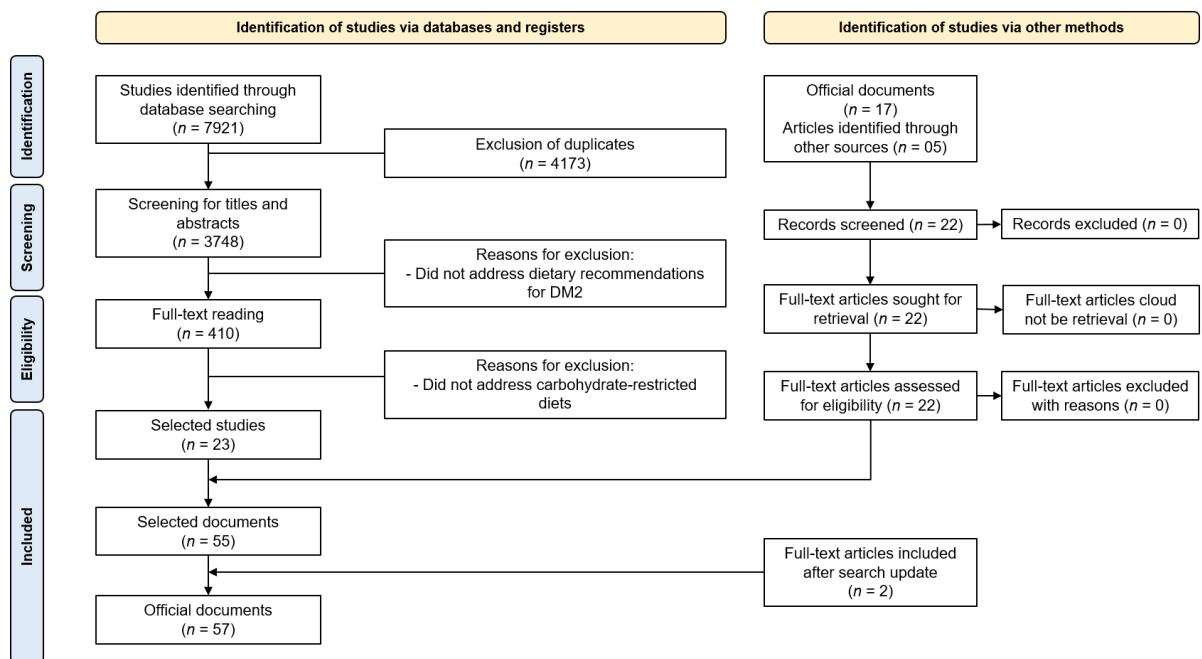 Identification of studies via databases and registers
Identification of studies via other methods
Identification
Studies identified through
database searching
(n = 7921)
Exclusion of duplicates
(n = 4173)
Official documents
(n = 17)
Articles identified through
other sources (n = 05)
Screening
Screening for titles and
abstracts
(n = 3748)
Records screened (n = 22)
Records excluded (n = 0)
Reasons for exclusion:
- Did not address dietary recommendations
for DM2
Eligibility
Full-text reading
(n = 410)
Full-text articles sought for
retrieval (n = 22)
Full-text articles cloud
not be retrieval (n = 0)
Reasons for exclusion:
- Did not address carbohydrate-restricted
diets
Full-text articles assessed
for eligibility (n = 22)
Full-text articles excluded
with reasons (n = 0)
Included
Selected studies
(n = 23)
Selected documents
(n = 55)
Full-text articles included
after search update
(n = 2)
Official documents
(n = 57)